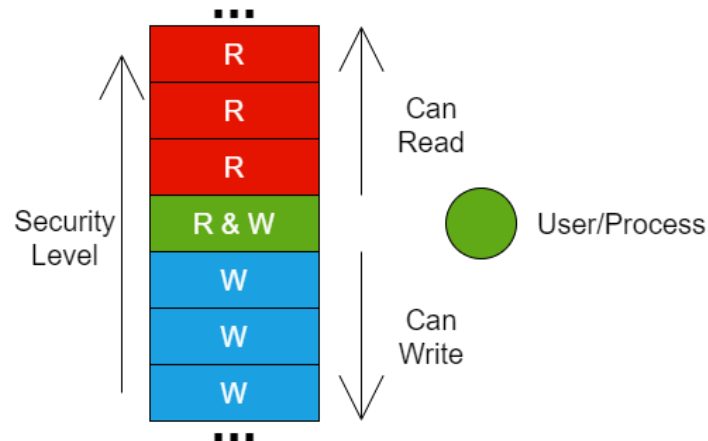 ...
R
R
R
R & W
W
W
W
...
Security
Level
Can
Read
User/Process
Can
Write